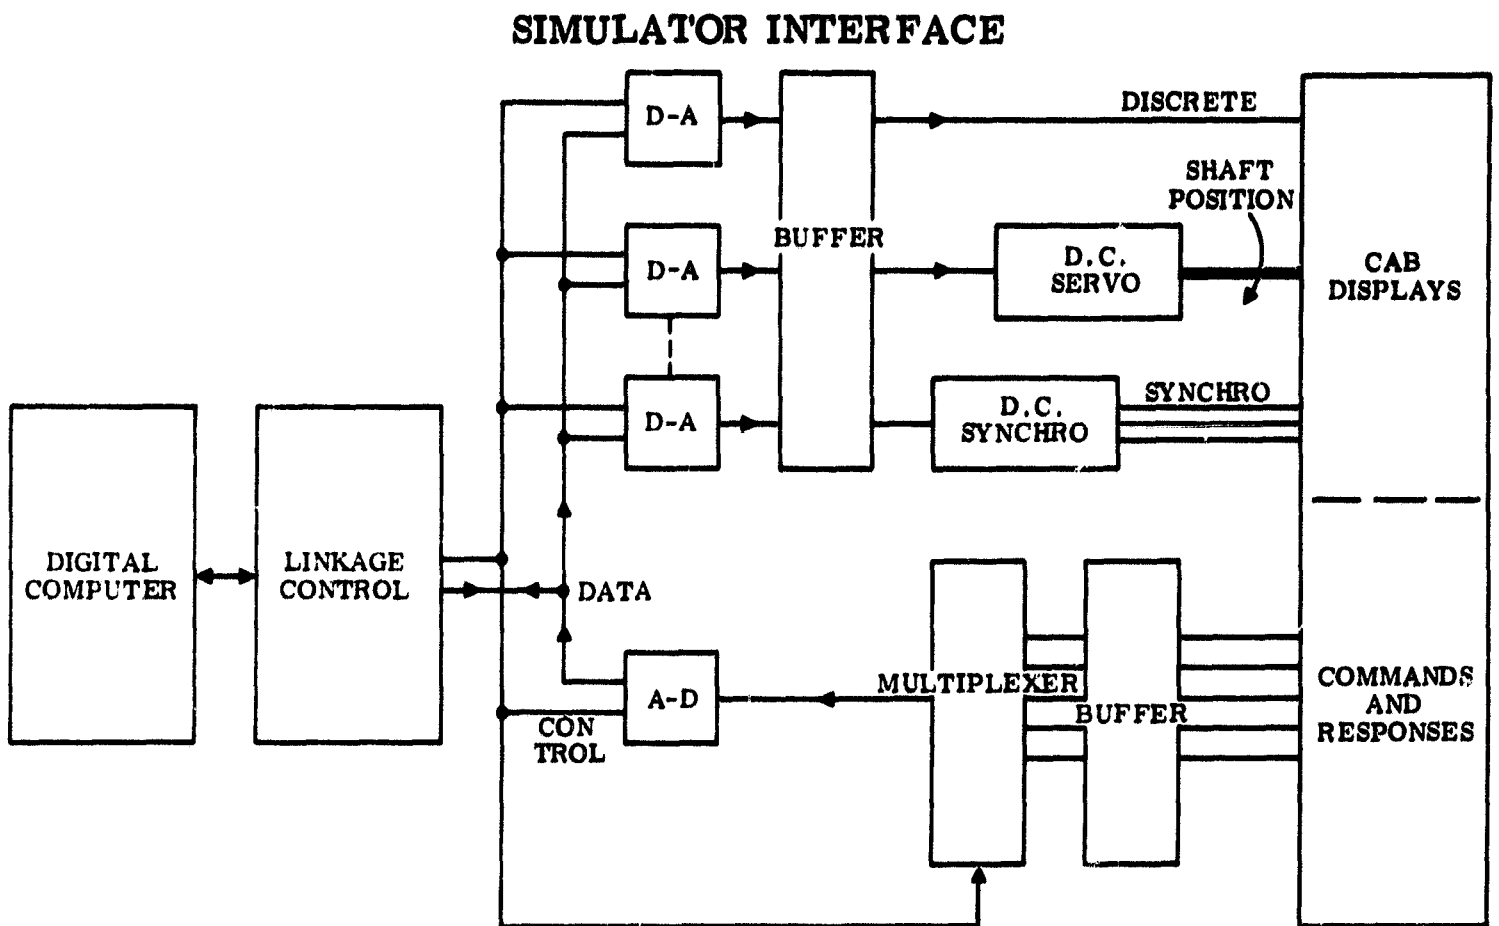 SIMULATOR INTERFACE
D-A
DISCRETE
SHAFT
POSITION
BUFFER
D-A
D.C.
SERVO
CAB
DISPLAYS
D-A
D.C.
SYNCHRO
SYNCHRO
DIGITAL
COMPUTER
LINKAGE
CONTROL
DATA
A-D
CON
TROL
MULTIPLEXER
BUFFER
COMMANDS
AND
RESPONSES